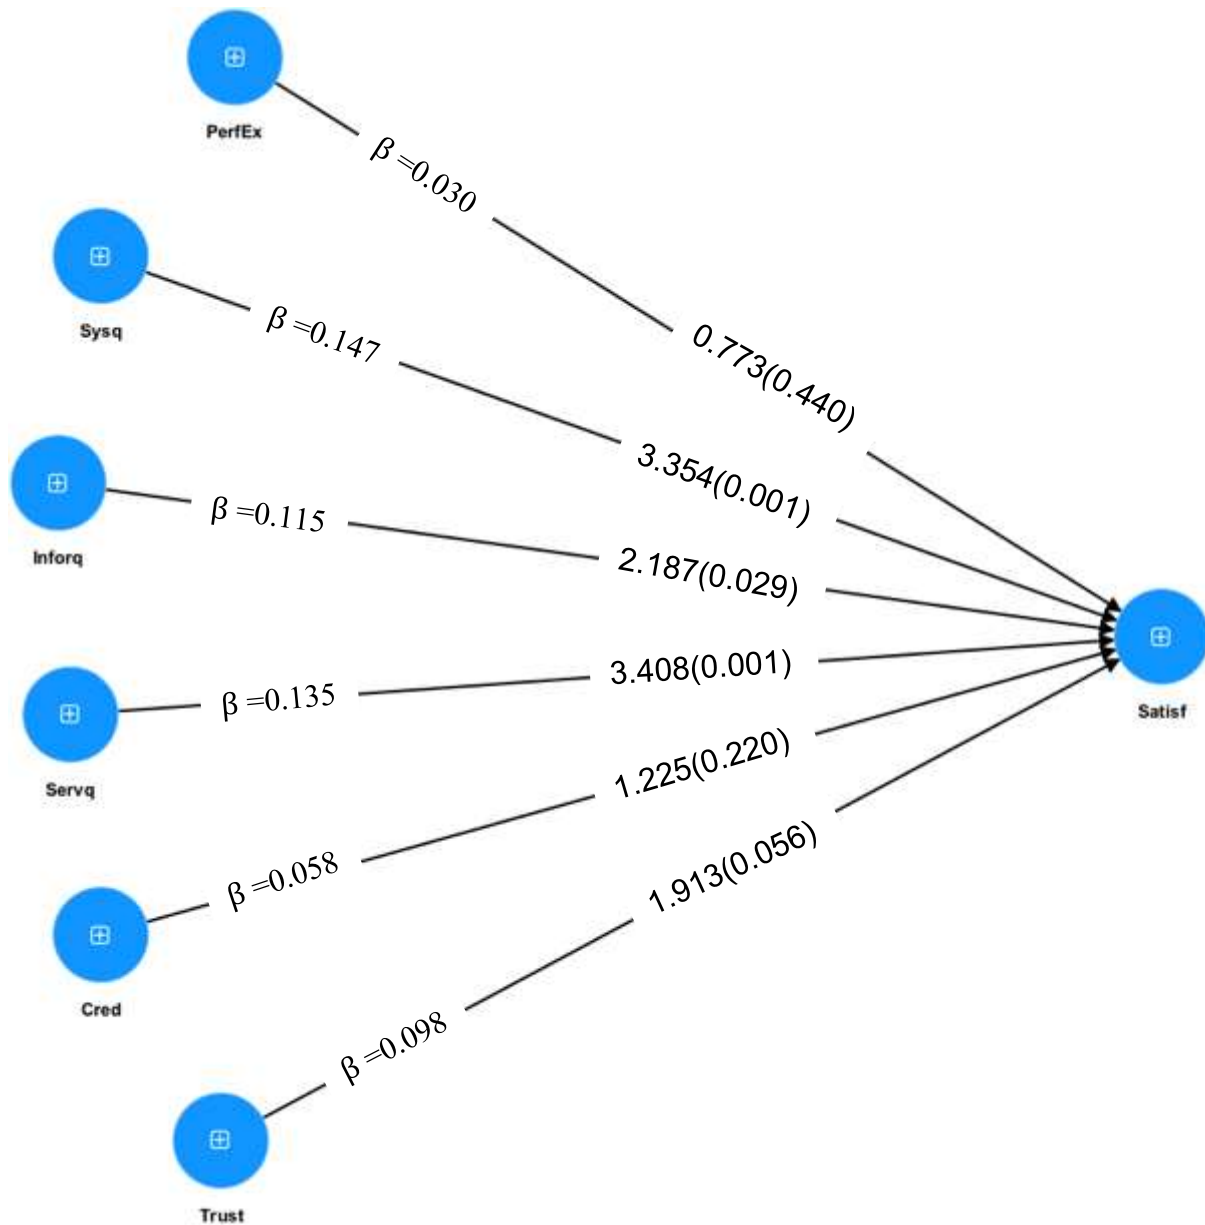 PerfEx
β =0.030
0.773(0.440)
Sysq
β =0.147
3.354(0.001)
Inforq
β =0.115
2.187(0.029)
Servq
β =0.135
3.408(0.001)
Satisf
Cred
β =0.058
1.225(0.220)
Trust
β =0.098
1.913(0.056)